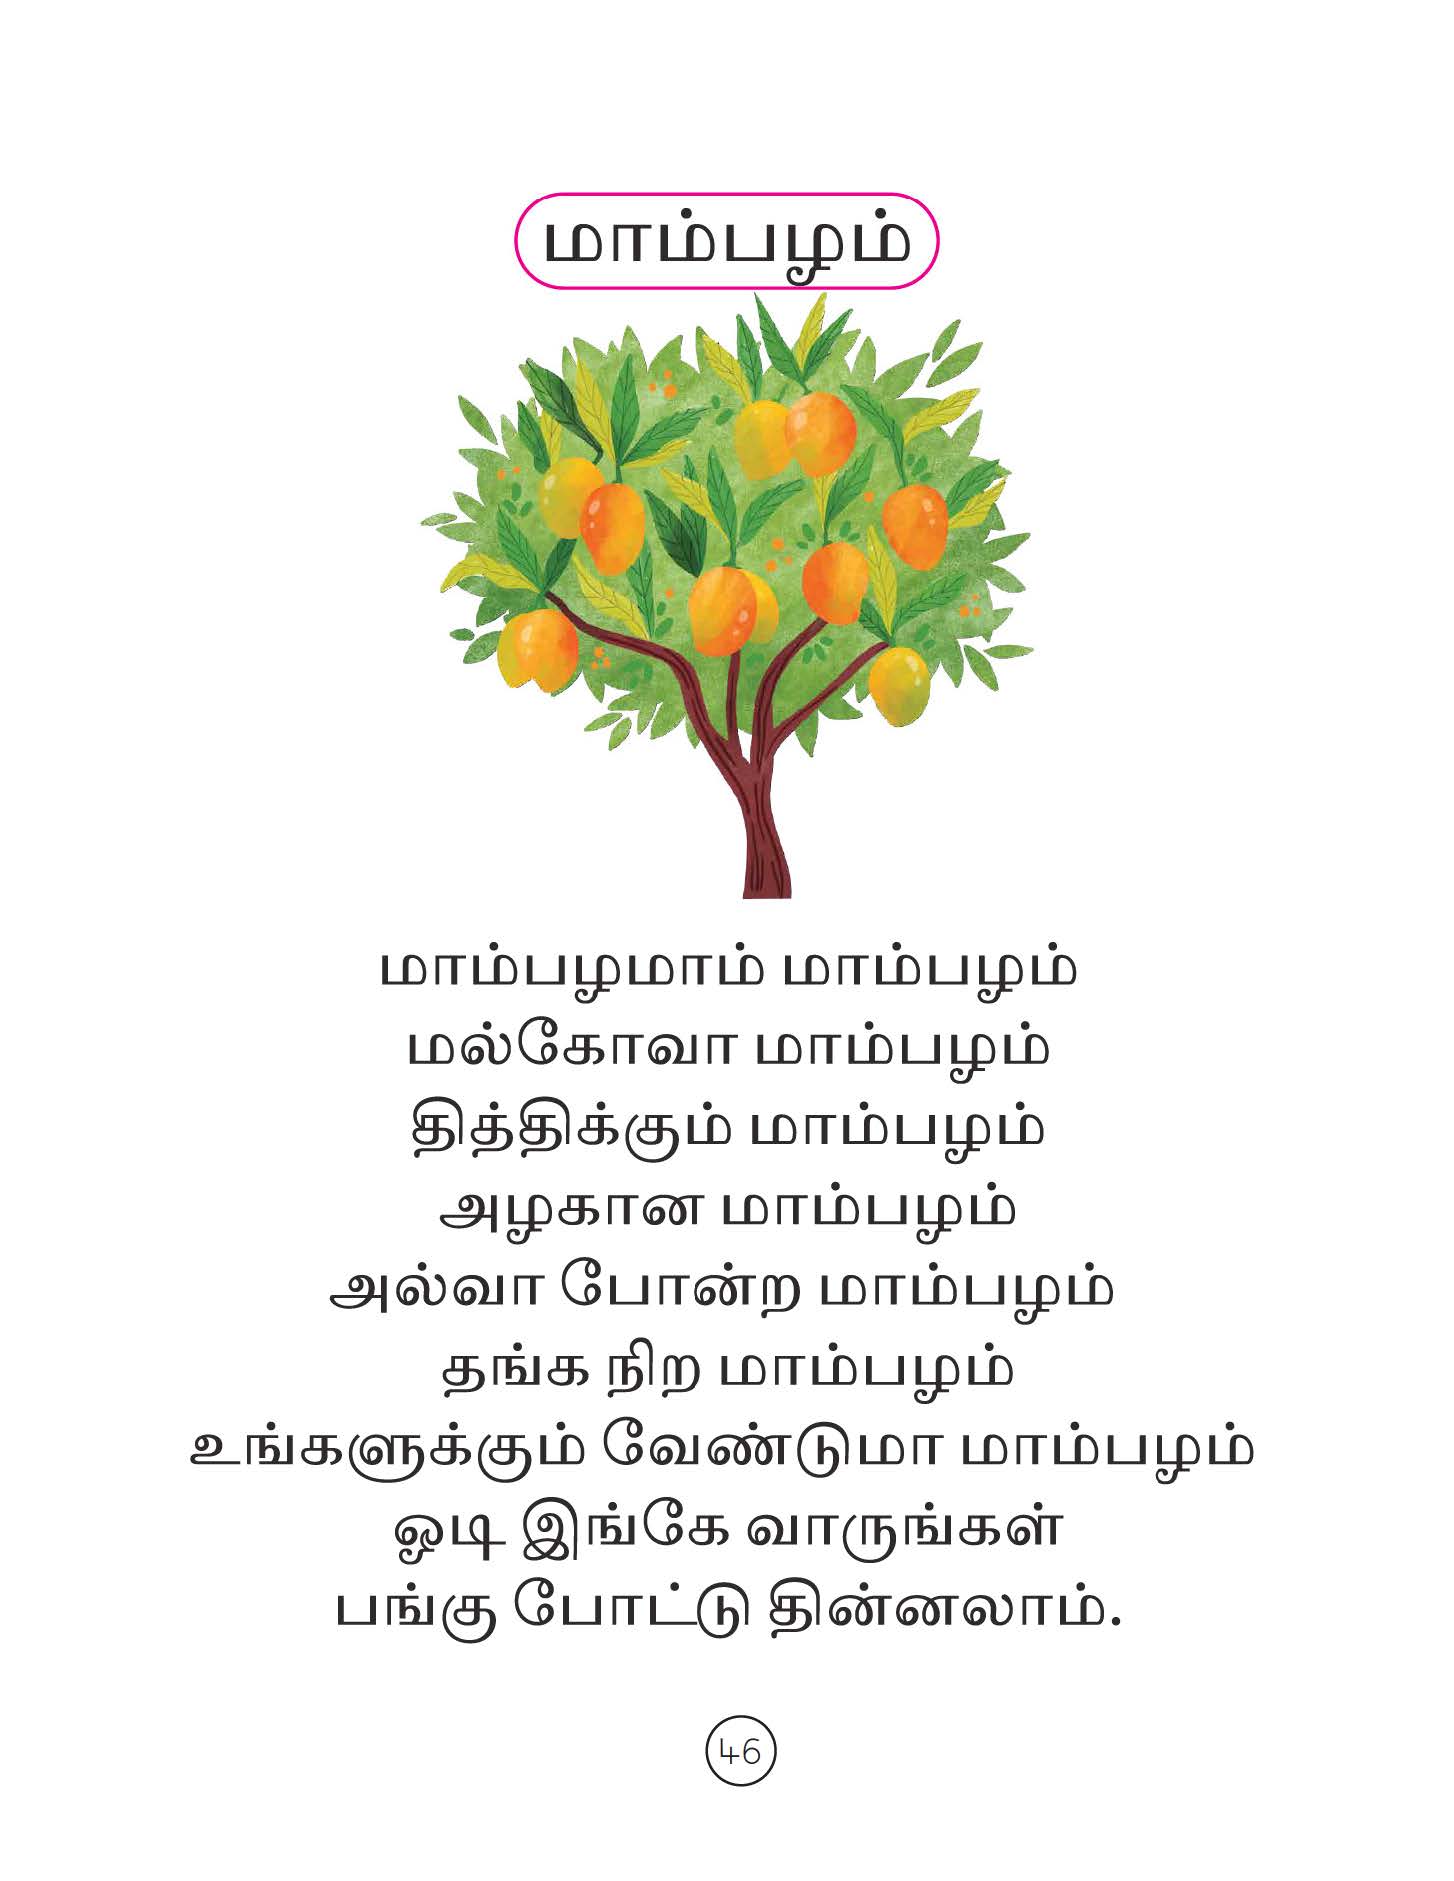 மாம்பழம்
மாம்பழமாம் மாம்பழம்
மல்கோவா மாம்பழம்
தித்திக்கும் மாம்பழம்
அழகான மாம்பழம்
அல்வா போன்ற மாம்பழம்
தங்க நிற மாம்பழம்
உங்களுக்கும் வேண்டுமா மாம்பழம்
ஓடி இங்கே வாருங்கள்
பங்கு போட்டு தின்னலாம்.
46